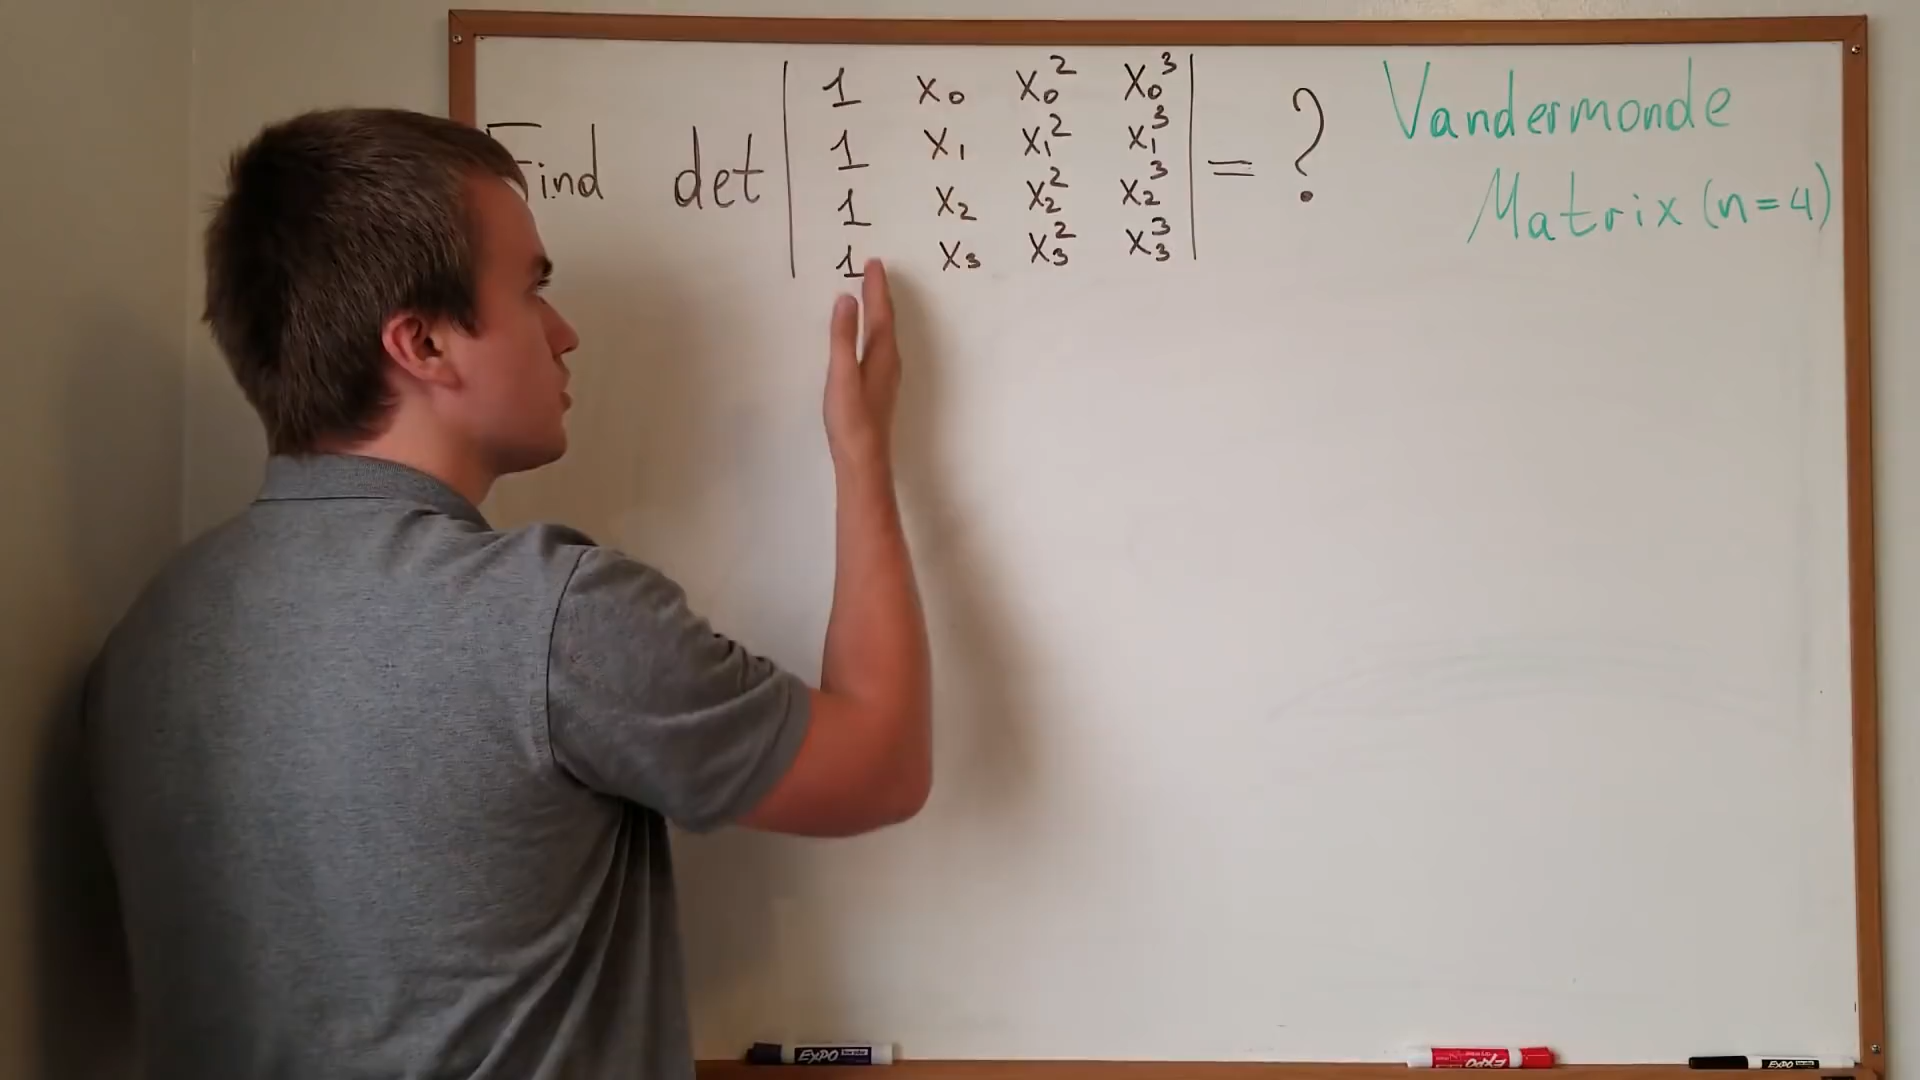 Find det | 1 x₀ x₀² x₀³ | = ?
1 x₁ x₁² x₁³
1 x₂ x₂² x₂³
1 x₃ x₃² x₃³
Vandermonde
Matrix (n=4)
EXPO
EXPO
EXPO